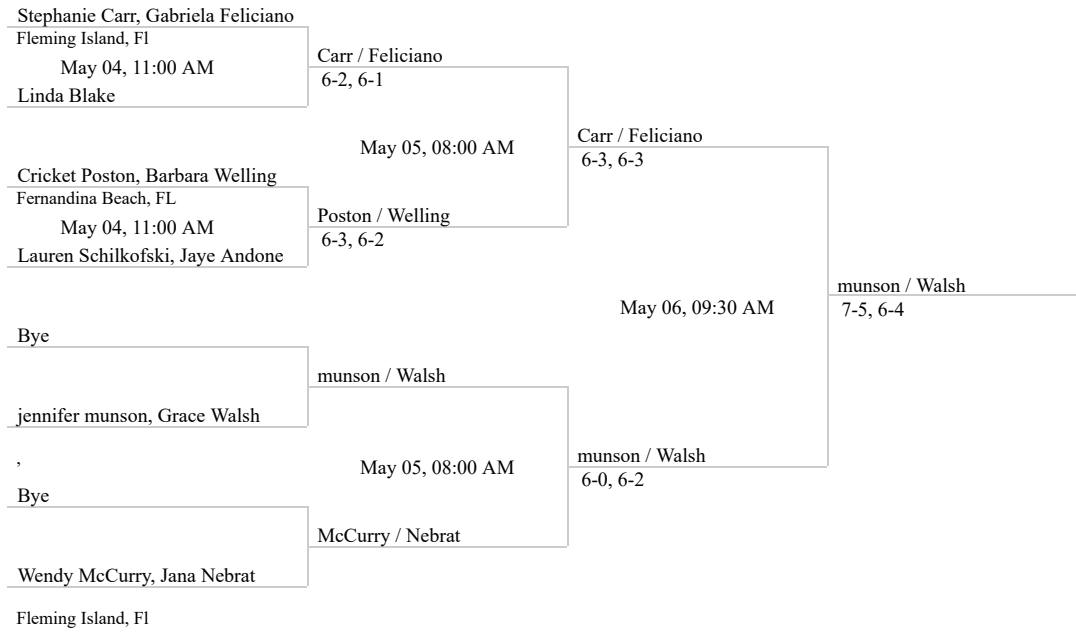 Stephanie Carr, Gabriela Feliciano
Fleming Island, Fl
May 04, 11:00 AM
Linda Blake
Carr / Feliciano
6-2, 6-1
May 05, 08:00 AM
Cricket Poston, Barbara Welling
Fernandina Beach, FL
May 04, 11:00 AM
Lauren Schilkofski, Jaye Andone
Poston / Welling
6-3, 6-2
Carr / Feliciano
6-3, 6-3
May 06, 09:30 AM
munson / Walsh
7-5, 6-4
Bye
jennifer munson, Grace Walsh
,
munson / Walsh
May 05, 08:00 AM
Bye
Wendy McCurry, Jana Nebrat
Fleming Island, Fl
McCurry / Nebrat
munson / Walsh
6-0, 6-2